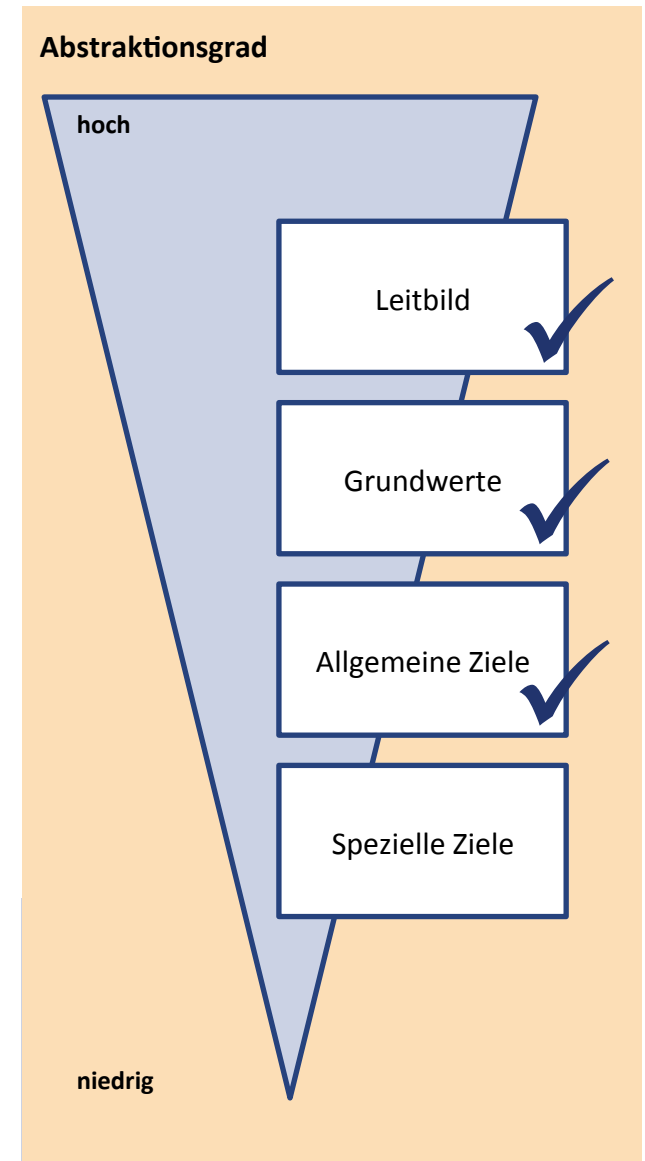 Abstraktionsgrad
hoch
Leitbild
Grundwerte
Allgemeine Ziele
Spezielle Ziele
niedrig